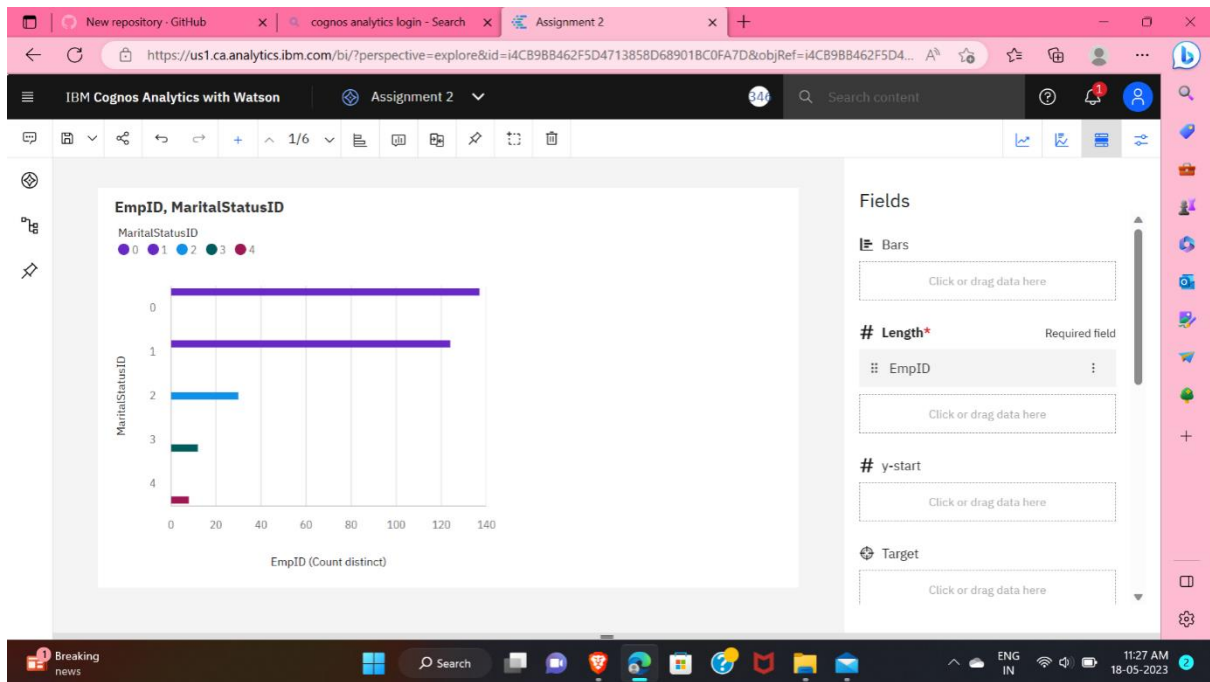 New repository · GitHub
cognos analytics login - Search
Assignment 2
https://us1.ca.analytics.ibm.com/bi/?perspective=explore&id=i4CB9BB462F5D4713858D68901BC0FA7D&objRef=i4CB9BB462F5D4...
IBM Cognos Analytics with Watson
Assignment 2
346
Search content
1
1/6
EmpID, MaritalStatusID
MaritalStatusID
0 1 2 3 4
MaritalStatusID
0
1
2
3
4
0 20 40 60 80 100 120 140
EmpID (Count distinct)
Fields
Bars
Click or drag data here
# Length* Required field
EmpID
Click or drag data here
# y-start
Click or drag data here
Target
Click or drag data here
1
Breaking
news
Search
ENG
IN
11:27 AM
18-05-2023
2